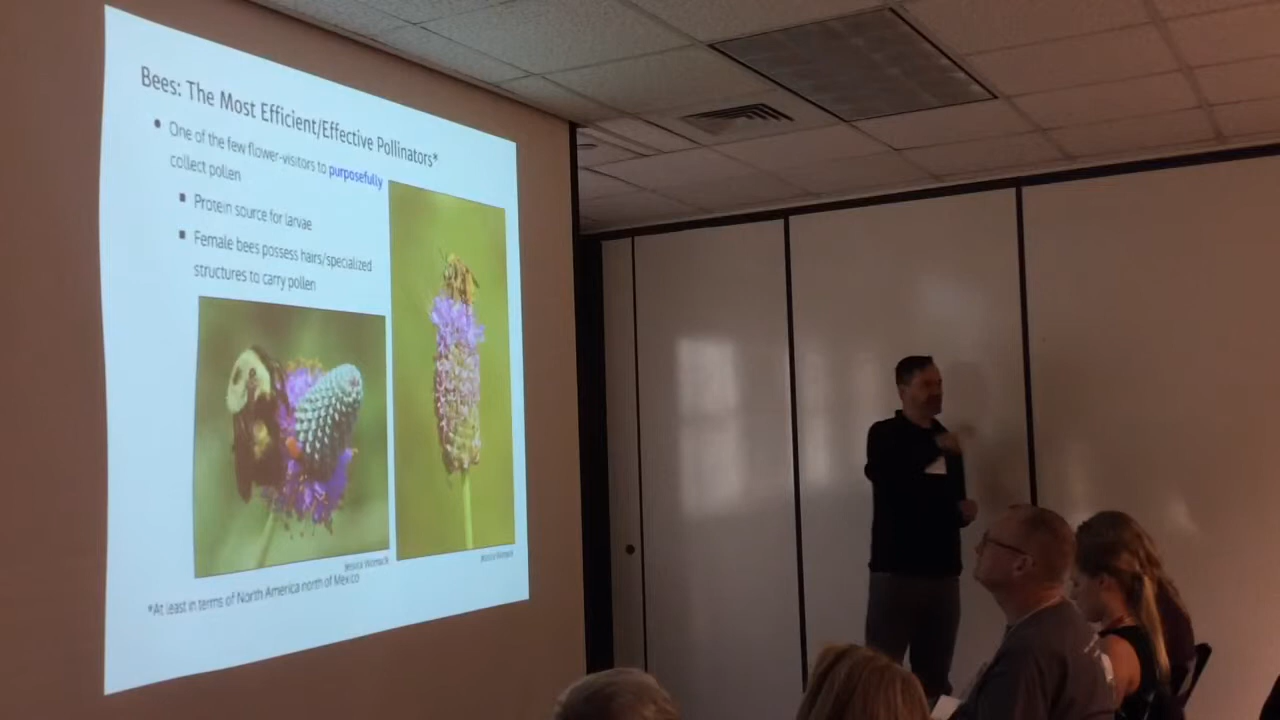 Bees: The Most Efficient/Effective Pollinators*
• One of the few flower-visitors to purposefully
collect pollen
▪ Protein source for larvae
▪ Female bees possess hairs/specialized
structures to carry pollen
Jessica Womack
Jessica Womack
*At least in terms of North America north of Mexico